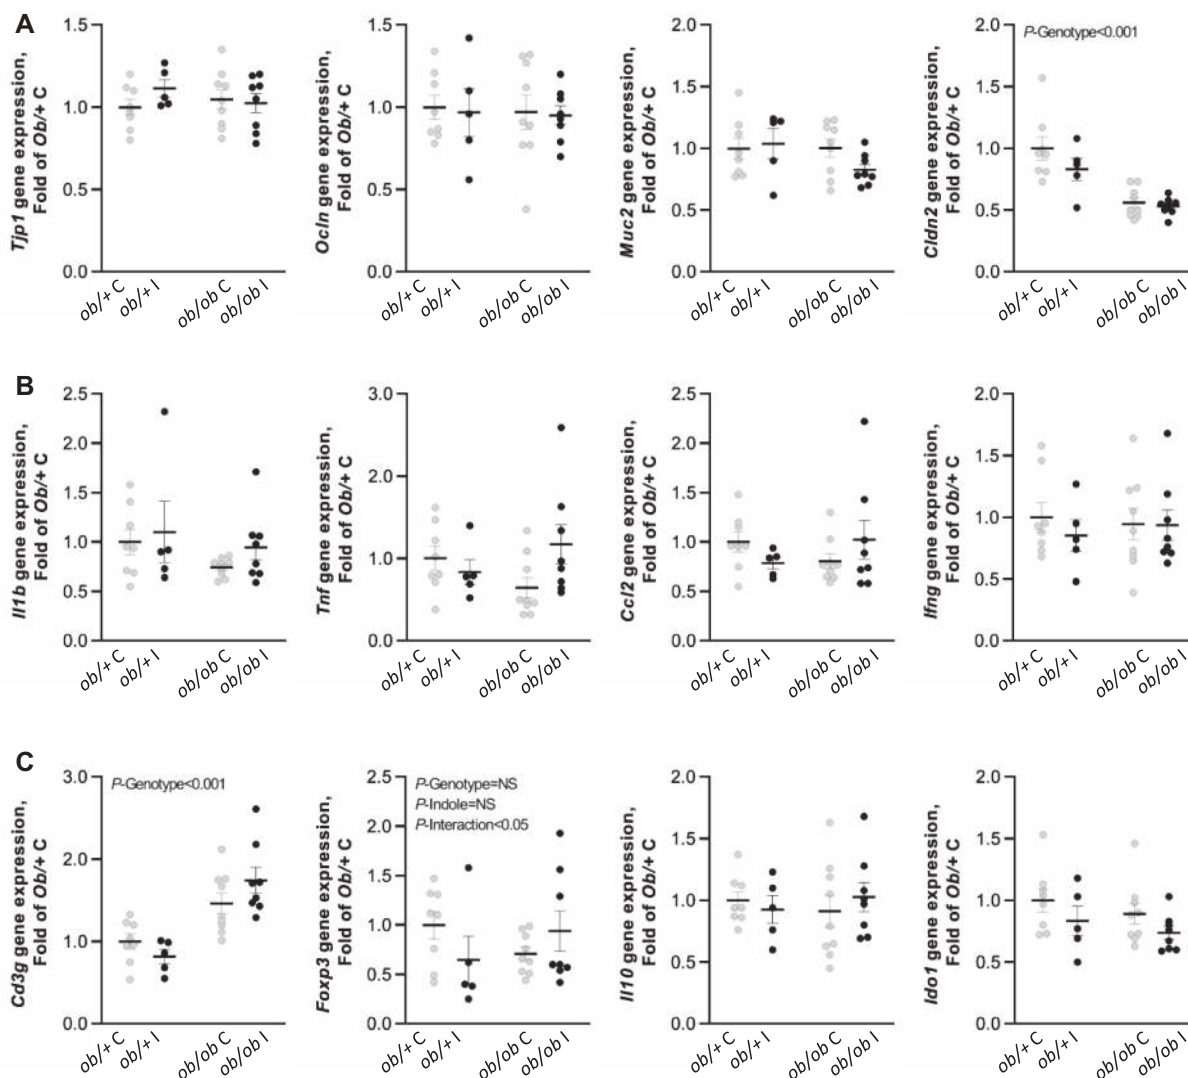 A
Tjp1 gene expression,
Fold of Ob/+ C
1.5
1.0
0.5
0.0
ob/+ C
ob/+ I
ob/ob C
ob/ob I
Ocln gene expression,
Fold of Ob/+ C
1.5
1.0
0.5
0.0
ob/+ C
ob/+ I
ob/ob C
ob/ob I
Muc2 gene expression,
Fold of Ob/+ C
2.0
1.5
1.0
0.5
0.0
ob/+ C
ob/+ I
ob/ob C
ob/ob I
Cldn2 gene expression,
Fold of Ob/+ C
2.0
1.5
1.0
0.5
0.0
P-Genotype<0.001
ob/+ C
ob/+ I
ob/ob C
ob/ob I
B
Il1b gene expression,
Fold of Ob/+ C
2.5
2.0
1.5
1.0
0.5
0.0
ob/+ C
ob/+ I
ob/ob C
ob/ob I
Tnf gene expression,
Fold of Ob/+ C
3.0
2.0
1.0
0.0
ob/+ C
ob/+ I
ob/ob C
ob/ob I
Ccl2 gene expression,
Fold of Ob/+ C
2.5
2.0
1.5
1.0
0.5
0.0
ob/+ C
ob/+ I
ob/ob C
ob/ob I
Ifng gene expression,
Fold of Ob/+ C
2.0
1.5
1.0
0.5
0.0
ob/+ C
ob/+ I
ob/ob C
ob/ob I
C
Cd3g gene expression,
Fold of Ob/+ C
3.0
2.0
1.0
0.0
P-Genotype<0.001
ob/+ C
ob/+ I
ob/ob C
ob/ob I
Foxp3 gene expression,
Fold of Ob/+ C
2.5
2.0
1.5
1.0
0.5
0.0
P-Genotype=NS
P-Indole=NS
P-Interaction<0.05
ob/+ C
ob/+ I
ob/ob C
ob/ob I
Il10 gene expression,
Fold of Ob/+ C
2.0
1.5
1.0
0.5
0.0
ob/+ C
ob/+ I
ob/ob C
ob/ob I
Ido1 gene expression,
Fold of Ob/+ C
2.0
1.5
1.0
0.5
0.0
ob/+ C
ob/+ I
ob/ob C
ob/ob I